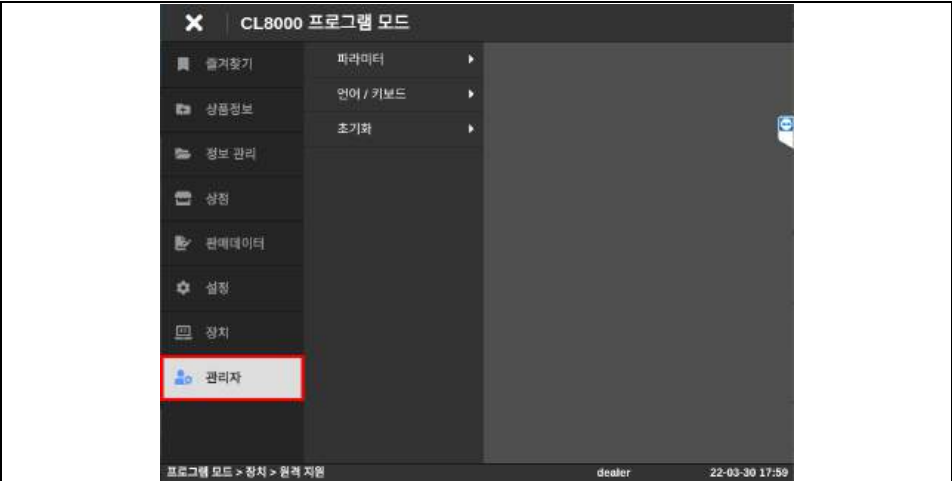 CL8000 프로그램 모드
즐겨찾기
상품정보
정보 관리
상점
판매데이터
설정
장치
관리자
파라미터
언어 / 키보드
초기화
프로그램 모드 > 장치 > 원격 지원
dealer
22-03-30 17:59